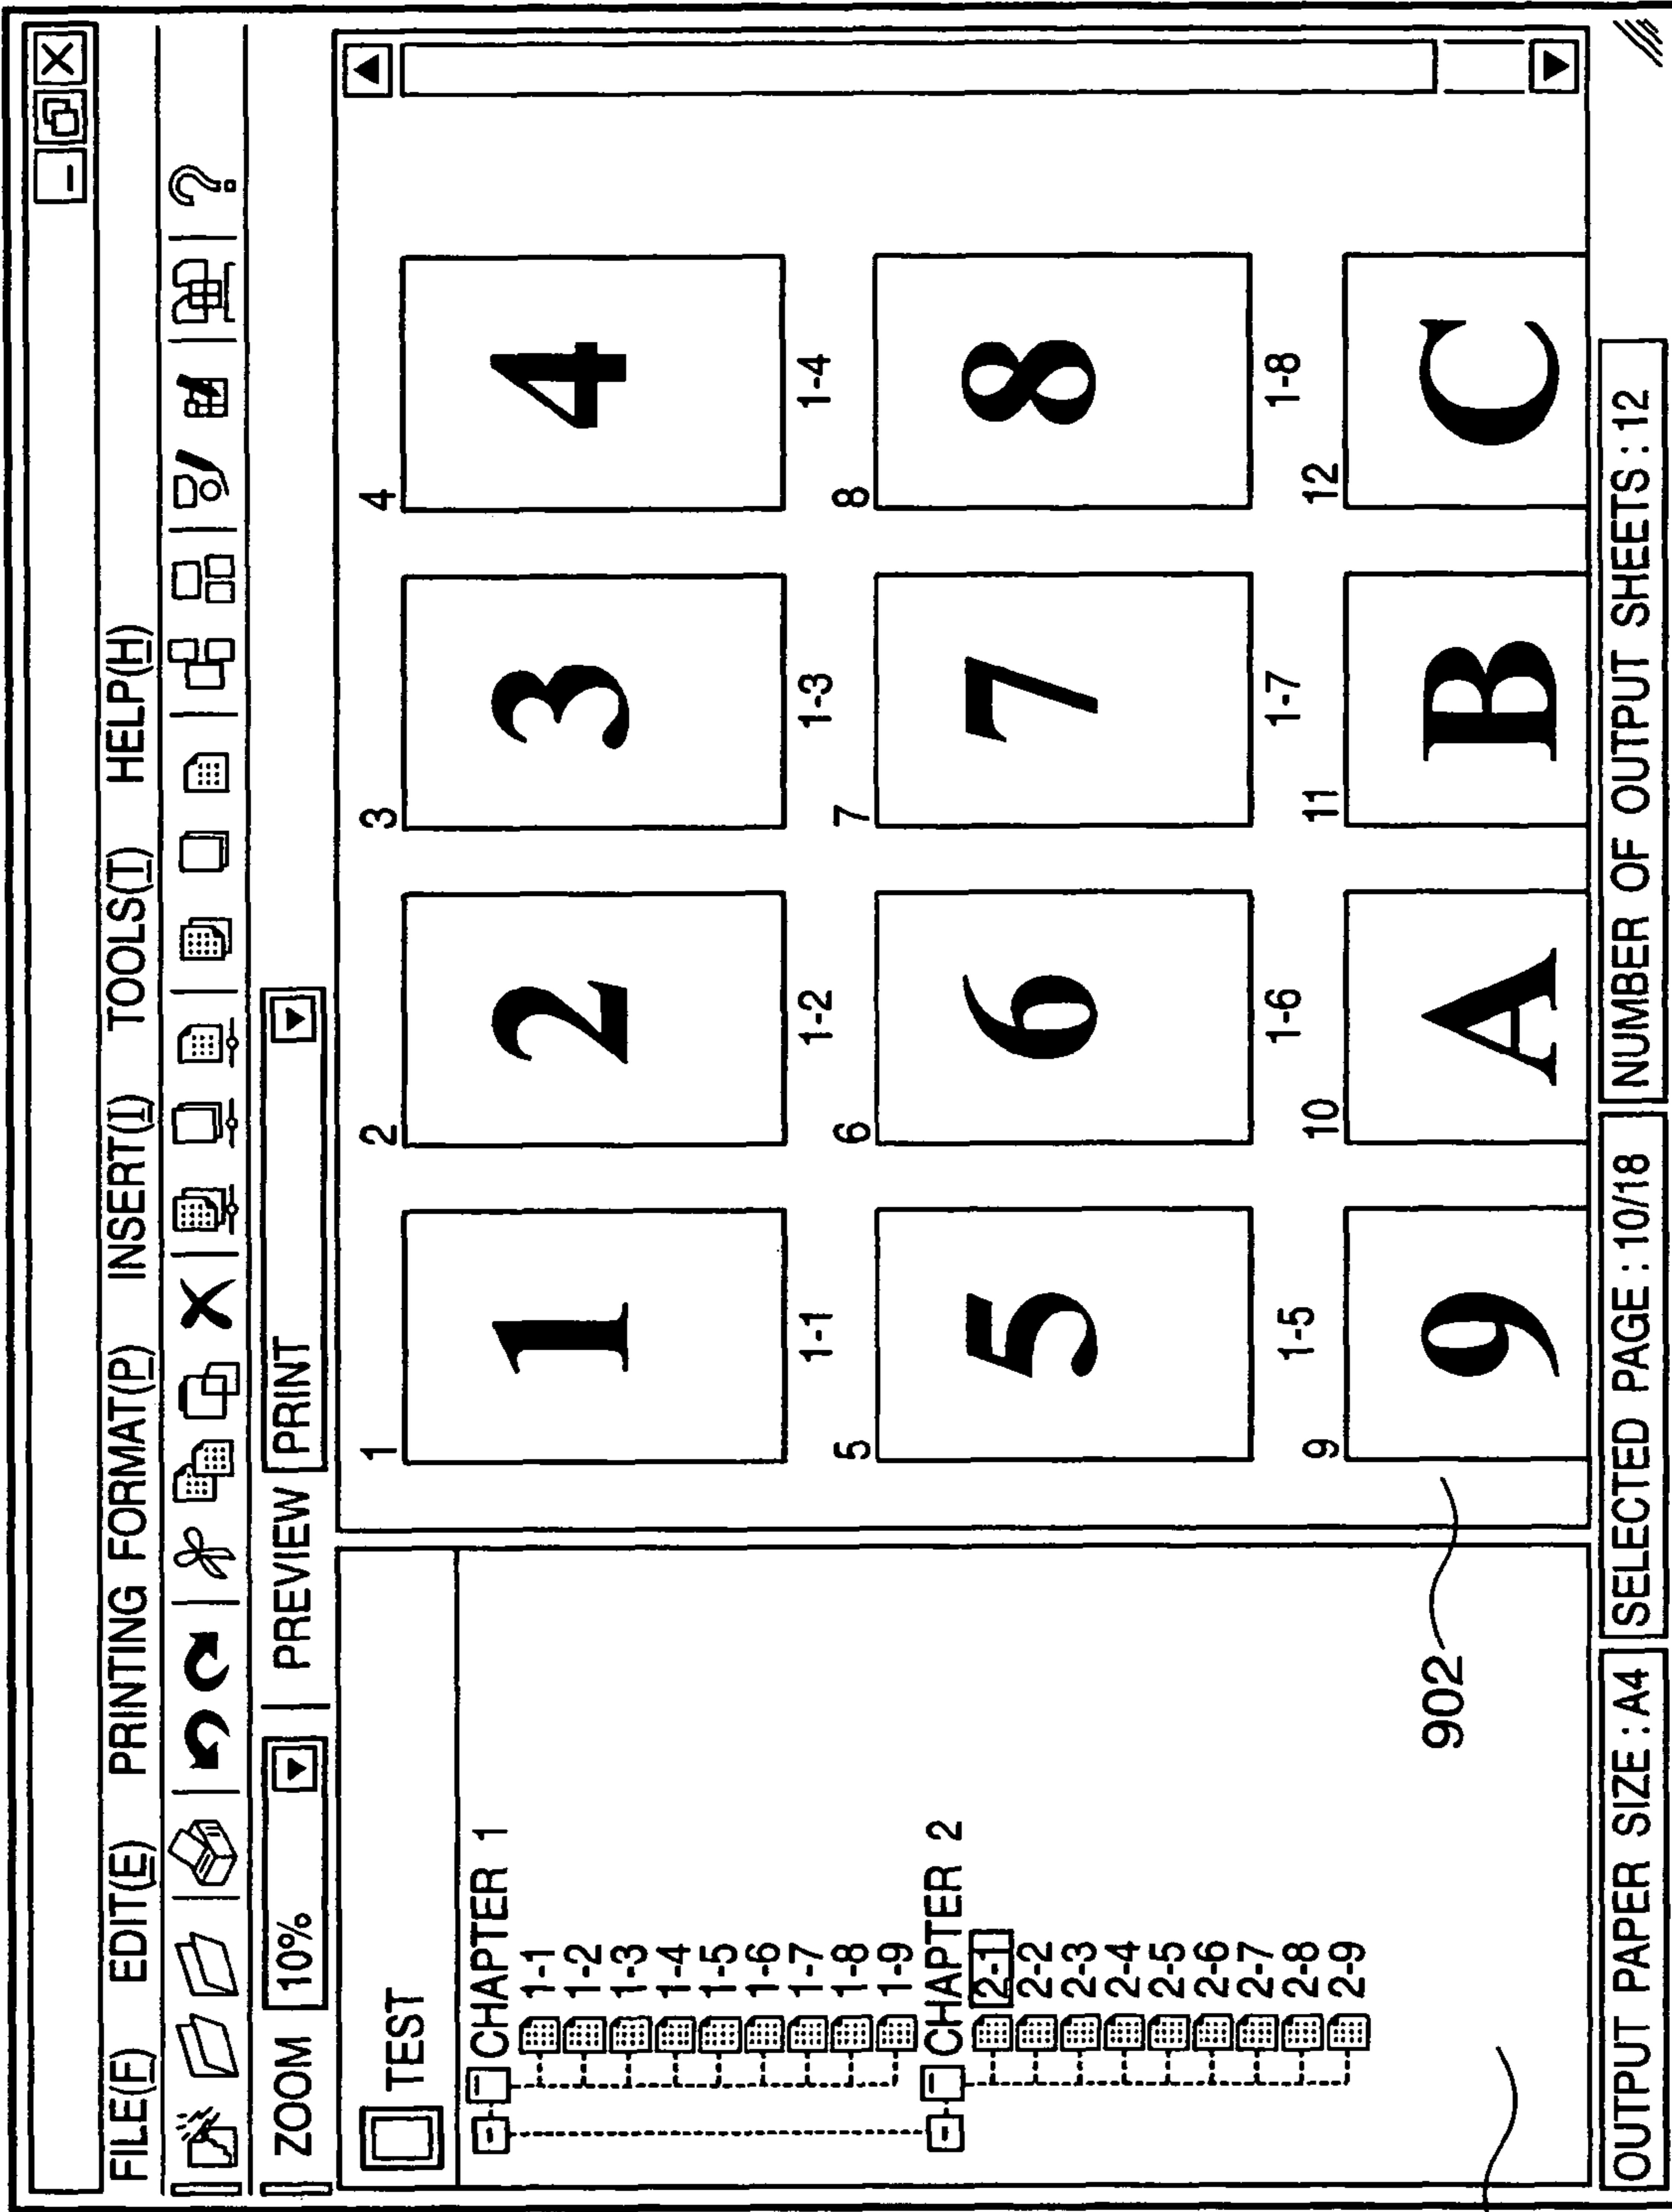 FILE(F) EDIT(E) PRINTING FORMAT(P) INSERT(I) TOOLS(T) HELP(H)
?
ZOOM 10% PREVIEW PRINT
TEST
CHAPTER 1
1-1
1-2
1-3
1-4
1-5
1-6
1-7
1-8
1-9
CHAPTER 2
2-1
2-2
2-3
2-4
2-5
2-6
2-7
2-8
2-9
902
1 2 3 4
1 2 3 4
1-1 1-2 1-3 1-4
5 6 7 8
5 6 7 8
1-5 1-6 1-7 1-8
9 10 11 12
9 A B C
OUTPUT PAPER SIZE : A4 SELECTED PAGE : 10/18 NUMBER OF OUTPUT SHEETS : 12